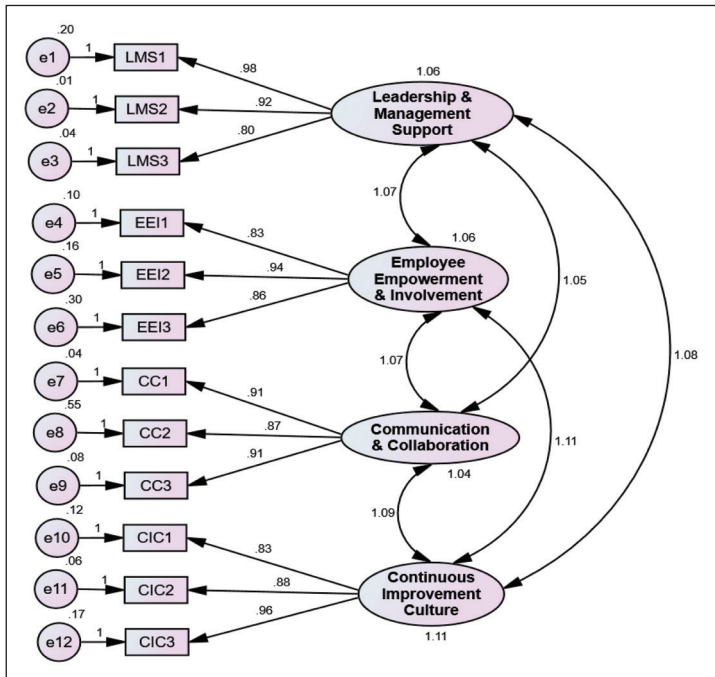 .20
e1 1 LMS1
.98
.01
e2 1 LMS2
.92
.04
e3 1 LMS3
.80
1.06
Leadership &
Management
Support
1.07
.10
e4 1 EEI1
.83
.16
e5 1 EEI2
.94
.30
e6 1 EEI3
.86
1.06
Employee
Empowerment
& Involvement
1.05
1.08
1.07
.04
e7 1 CC1
.91
.55
e8 1 CC2
.87
.08
e9 1 CC3
.91
Communication
& Collaboration
1.04
1.11
1.09
.12
e10 1 CIC1
.83
.06
e11 1 CIC2
.88
.17
e12 1 CIC3
.96
Continuous
Improvement
Culture
1.11